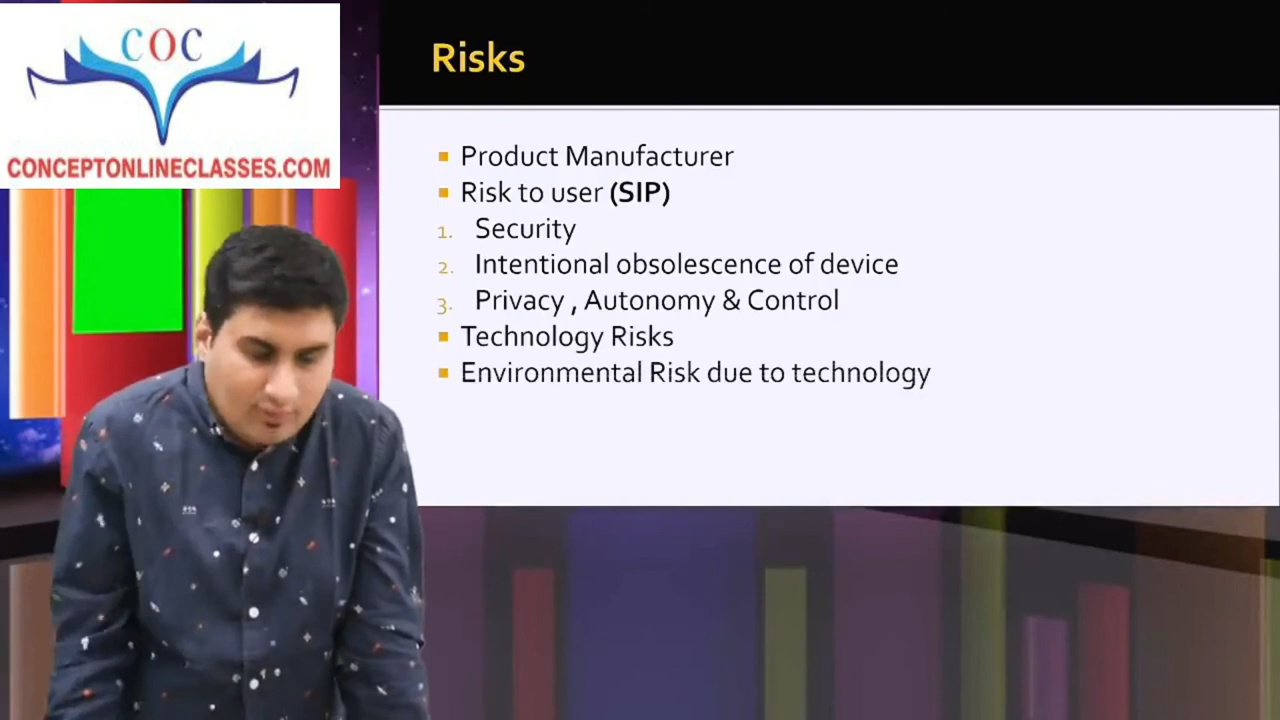 COC
CONCEPTONLINECLASSES.COM
Risks
Product Manufacturer
Risk to user (SIP)
1. Security
2. Intentional obsolescence of device
3. Privacy , Autonomy & Control
Technology Risks
Environmental Risk due to technology